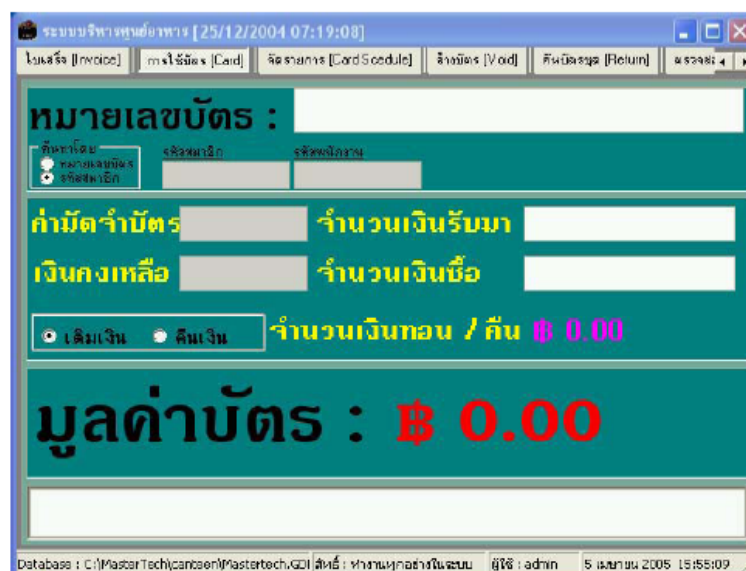 ระบบบริหารศูนย์อาหาร [25/12/2004 07:19:08]
ใบเสร็จ [Invoice] การใช้บัตร [Card] จัดรายการ [Card Scedule] ล้างบัตร [Void] คืนบัตรชุด [Return]
หมายเลขบัตร :
ค้นหาโดย รหัสสมาชิก รหัสพนักงาน
หมายเลขบัตร
รหัสสมาชิก
ค่ามัดจำบัตร จำนวนเงินรับมา
เงินคงเหลือ จำนวนเงินซื้อ
เติมเงิน คืนเงิน จำนวนเงินทอน / คืน ฿ 0.00
มูลค่าบัตร : ฿ 0.00
Database : C:\MasterTech\canteen\Mastertech.GDB สิทธิ์ : ทำงานทุกอย่างในระบบ ผู้ใช้ : admin 5 เมษายน 2005 15:55:09